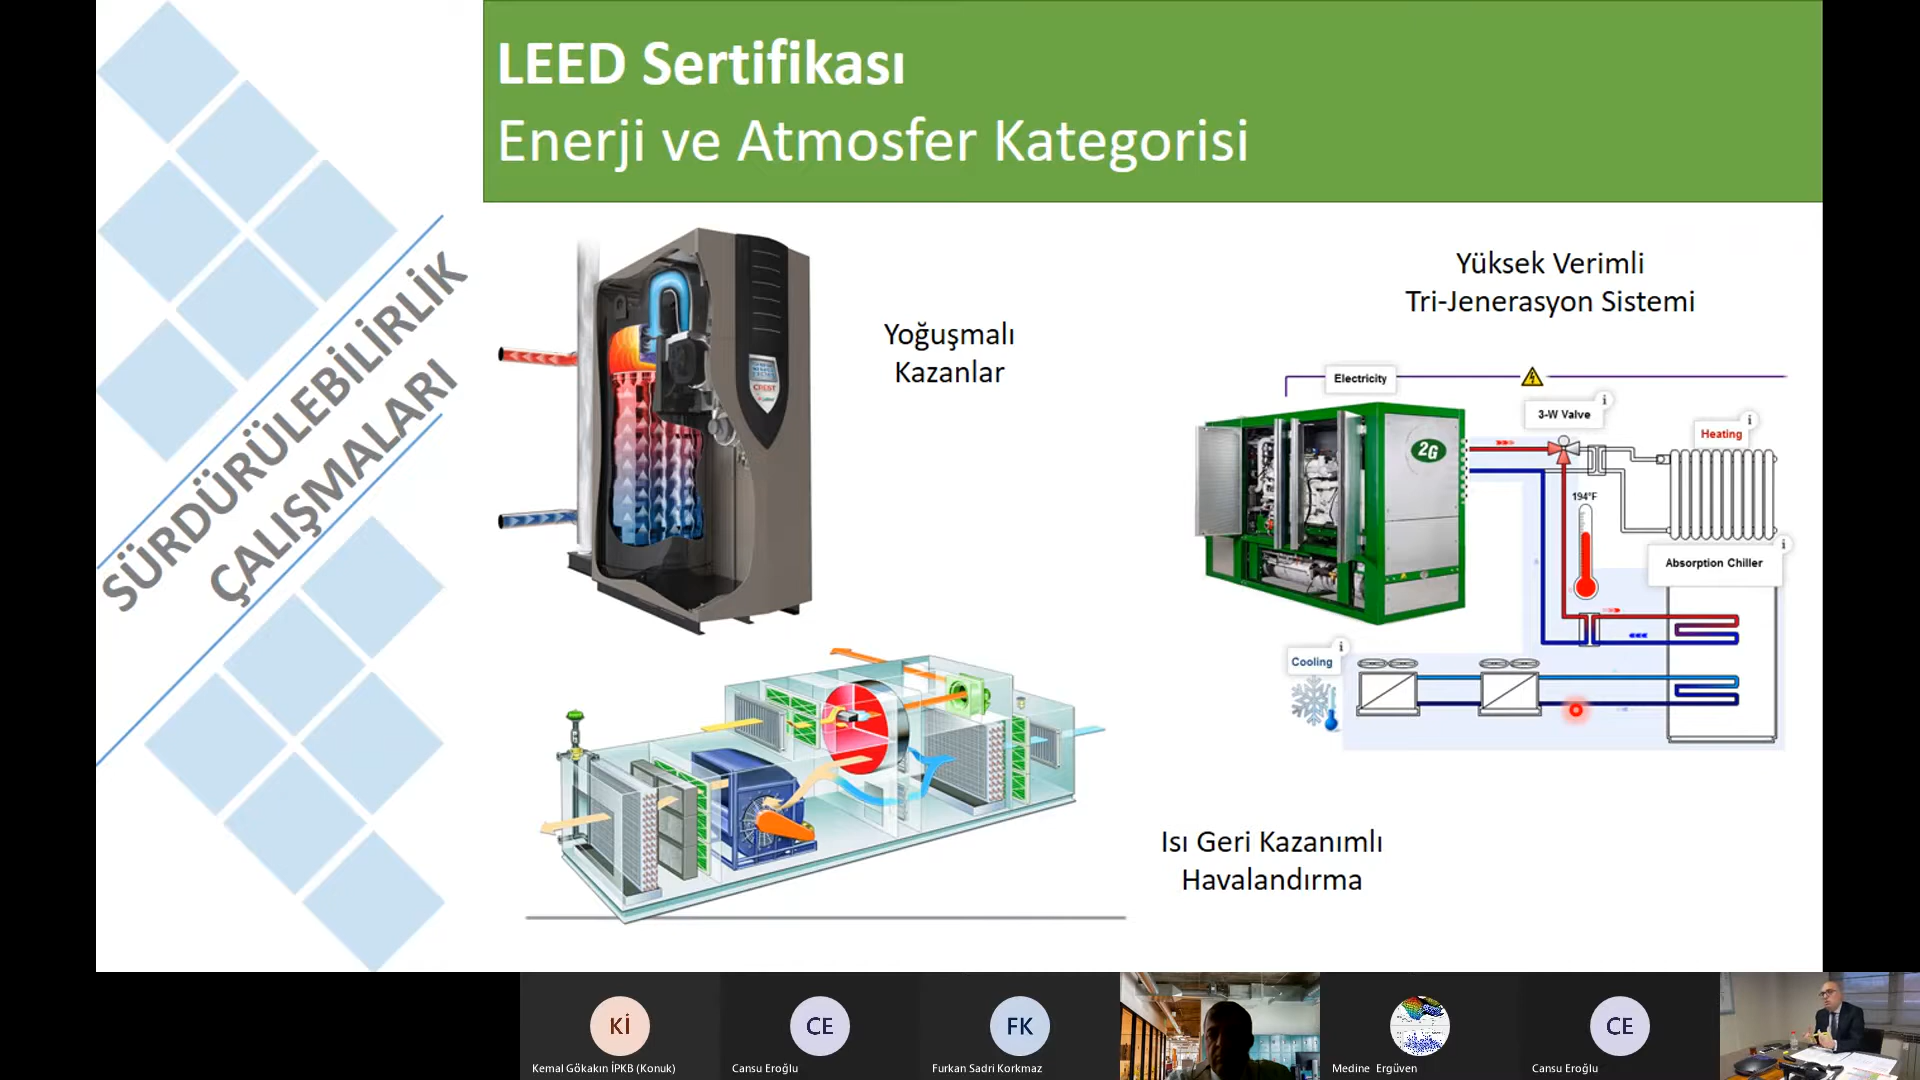 LEED Sertifikası
Enerji ve Atmosfer Kategorisi
SÜRDÜRÜLEBİLİRLİK
ÇALIŞMALARI
Yoğuşmalı
Kazanlar
CREST
Yüksek Verimli
Tri-Jenerasyon Sistemi
Electricity
3-W Valve
i
Heating
i
2G
194°F
Absorption Chiller
i
Cooling
i
Isı Geri Kazanımlı
Havalandırma
Kİ
CE
FK
CE
Kemal Gökakın İPKB (Konuk)
Cansu Eroğlu
Furkan Sadri Korkmaz
Medine Ergüven
Cansu Eroğlu